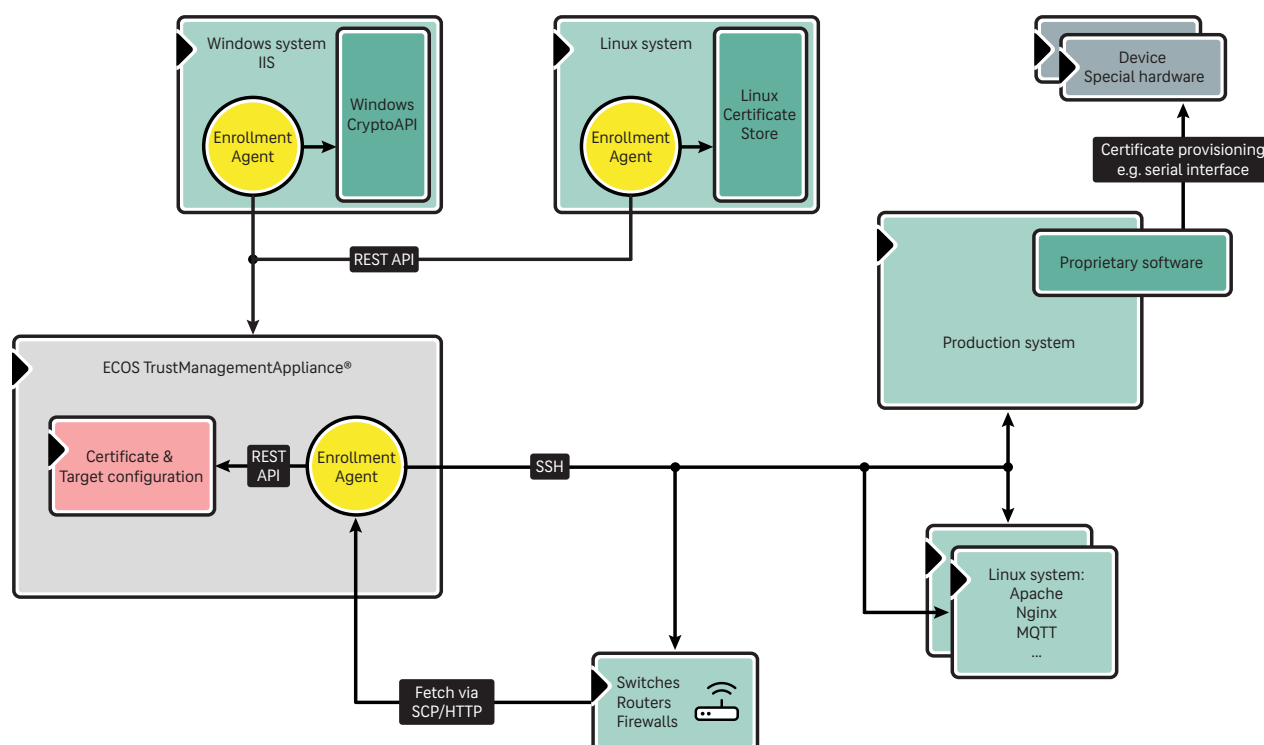 Windows system
IIS
Windows
CryptoAPI
Enrollment
Agent
Linux system
Linux
Certificate
Store
Enrollment
Agent
Device
Special hardware
Certificate provisioning
e.g. serial interface
REST API
Proprietary software
Production system
ECOS TrustManagementAppliance®
Certificate &
Target configuration
REST
API
Enrollment
Agent
SSH
Linux system:
Apache
Nginx
MQTT
...
Fetch via
SCP/HTTP
Switches
Routers
Firewalls